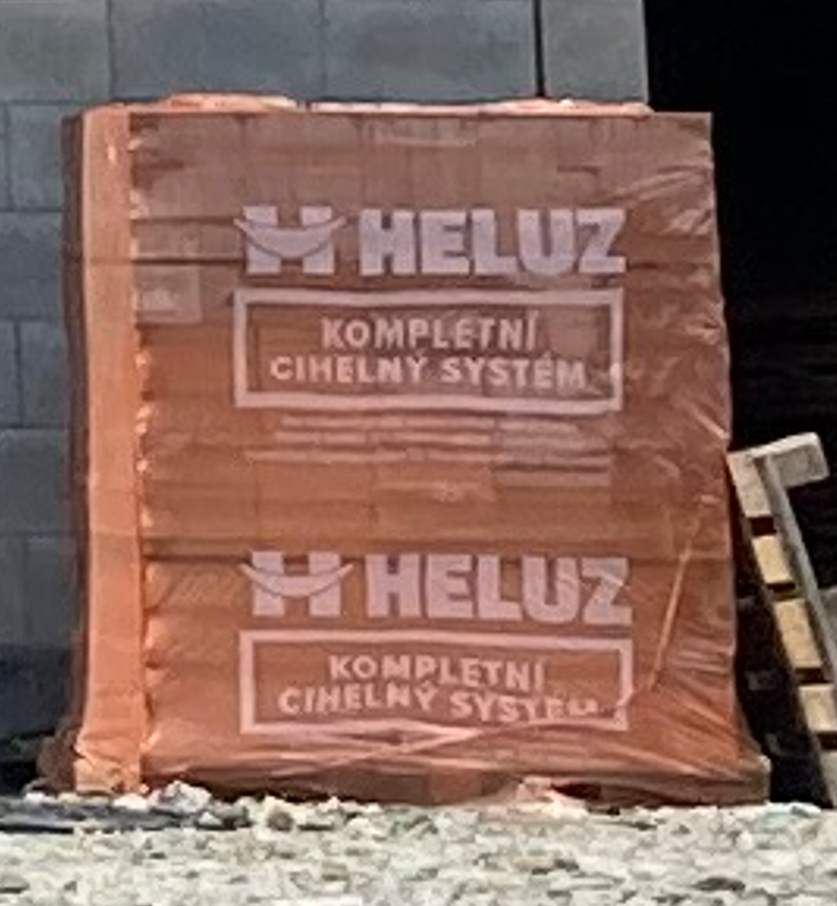 HELUZ
KOMPLETNÍ
CIHELNÝ SYSTÉM
HELUZ
KOMPLETNÍ
CIHELNÝ SYSTÉM